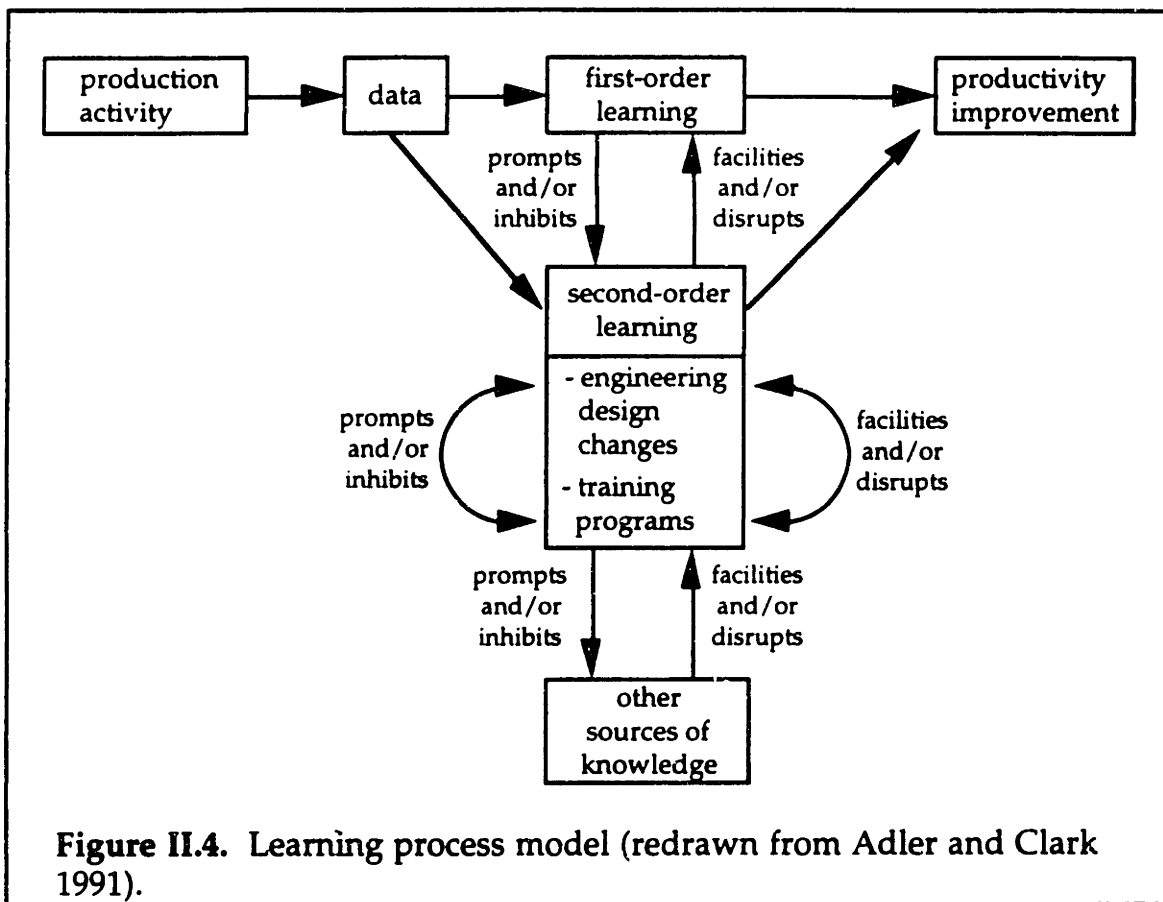 production
activity
data
first-order
learning
productivity
improvement
prompts
and/or
inhibits
facilities
and/or
disrupts
second-order
learning
- engineering
design
changes
- training
programs
prompts
and/or
inhibits
facilities
and/or
disrupts
prompts
and/or
inhibits
facilities
and/or
disrupts
other
sources of
knowledge
Figure II.4. Learning process model (redrawn from Adler and Clark
1991).